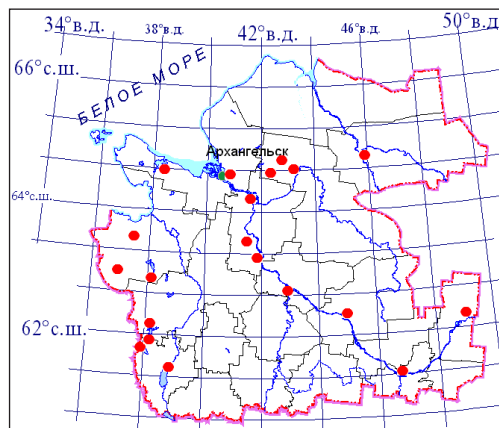 34°в.д.
38°в.д.
42°в.д.
46°в.д.
50°в.д.
66°с.ш.
БЕЛОЕ МОРЕ
Архангельск
64°с.ш.
62°с.ш.